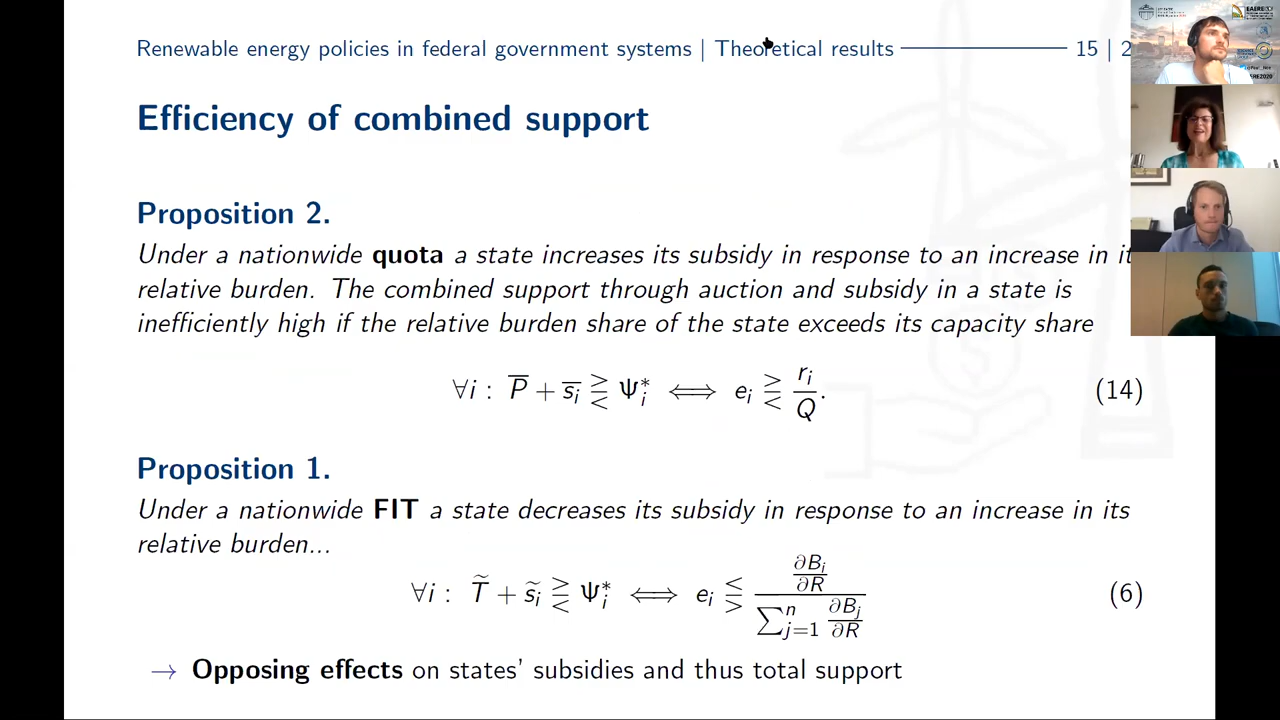 Renewable energy policies in federal government systems | Theoretical results 15 | 2
Efficiency of combined support
Proposition 2.
Under a nationwide quota a state increases its subsidy in response to an increase in it
relative burden. The combined support through auction and subsidy in a state is
inefficiently high if the relative burden share of the state exceeds its capacity share
∀i : P̅ + s̅ᵢ ⪌ Ψᵢ* ⟺ eᵢ ⪌ rᵢ/Q. (14)
Proposition 1.
Under a nationwide FIT a state decreases its subsidy in response to an increase in its
relative burden...
∀i : T̃ + s̃ᵢ ⪌ Ψᵢ* ⟺ eᵢ ⪋ (∂Bᵢ/∂R) / (∑ⁿⱼ₌₁ ∂Bⱼ/∂R) (6)
→ Opposing effects on states' subsidies and thus total support